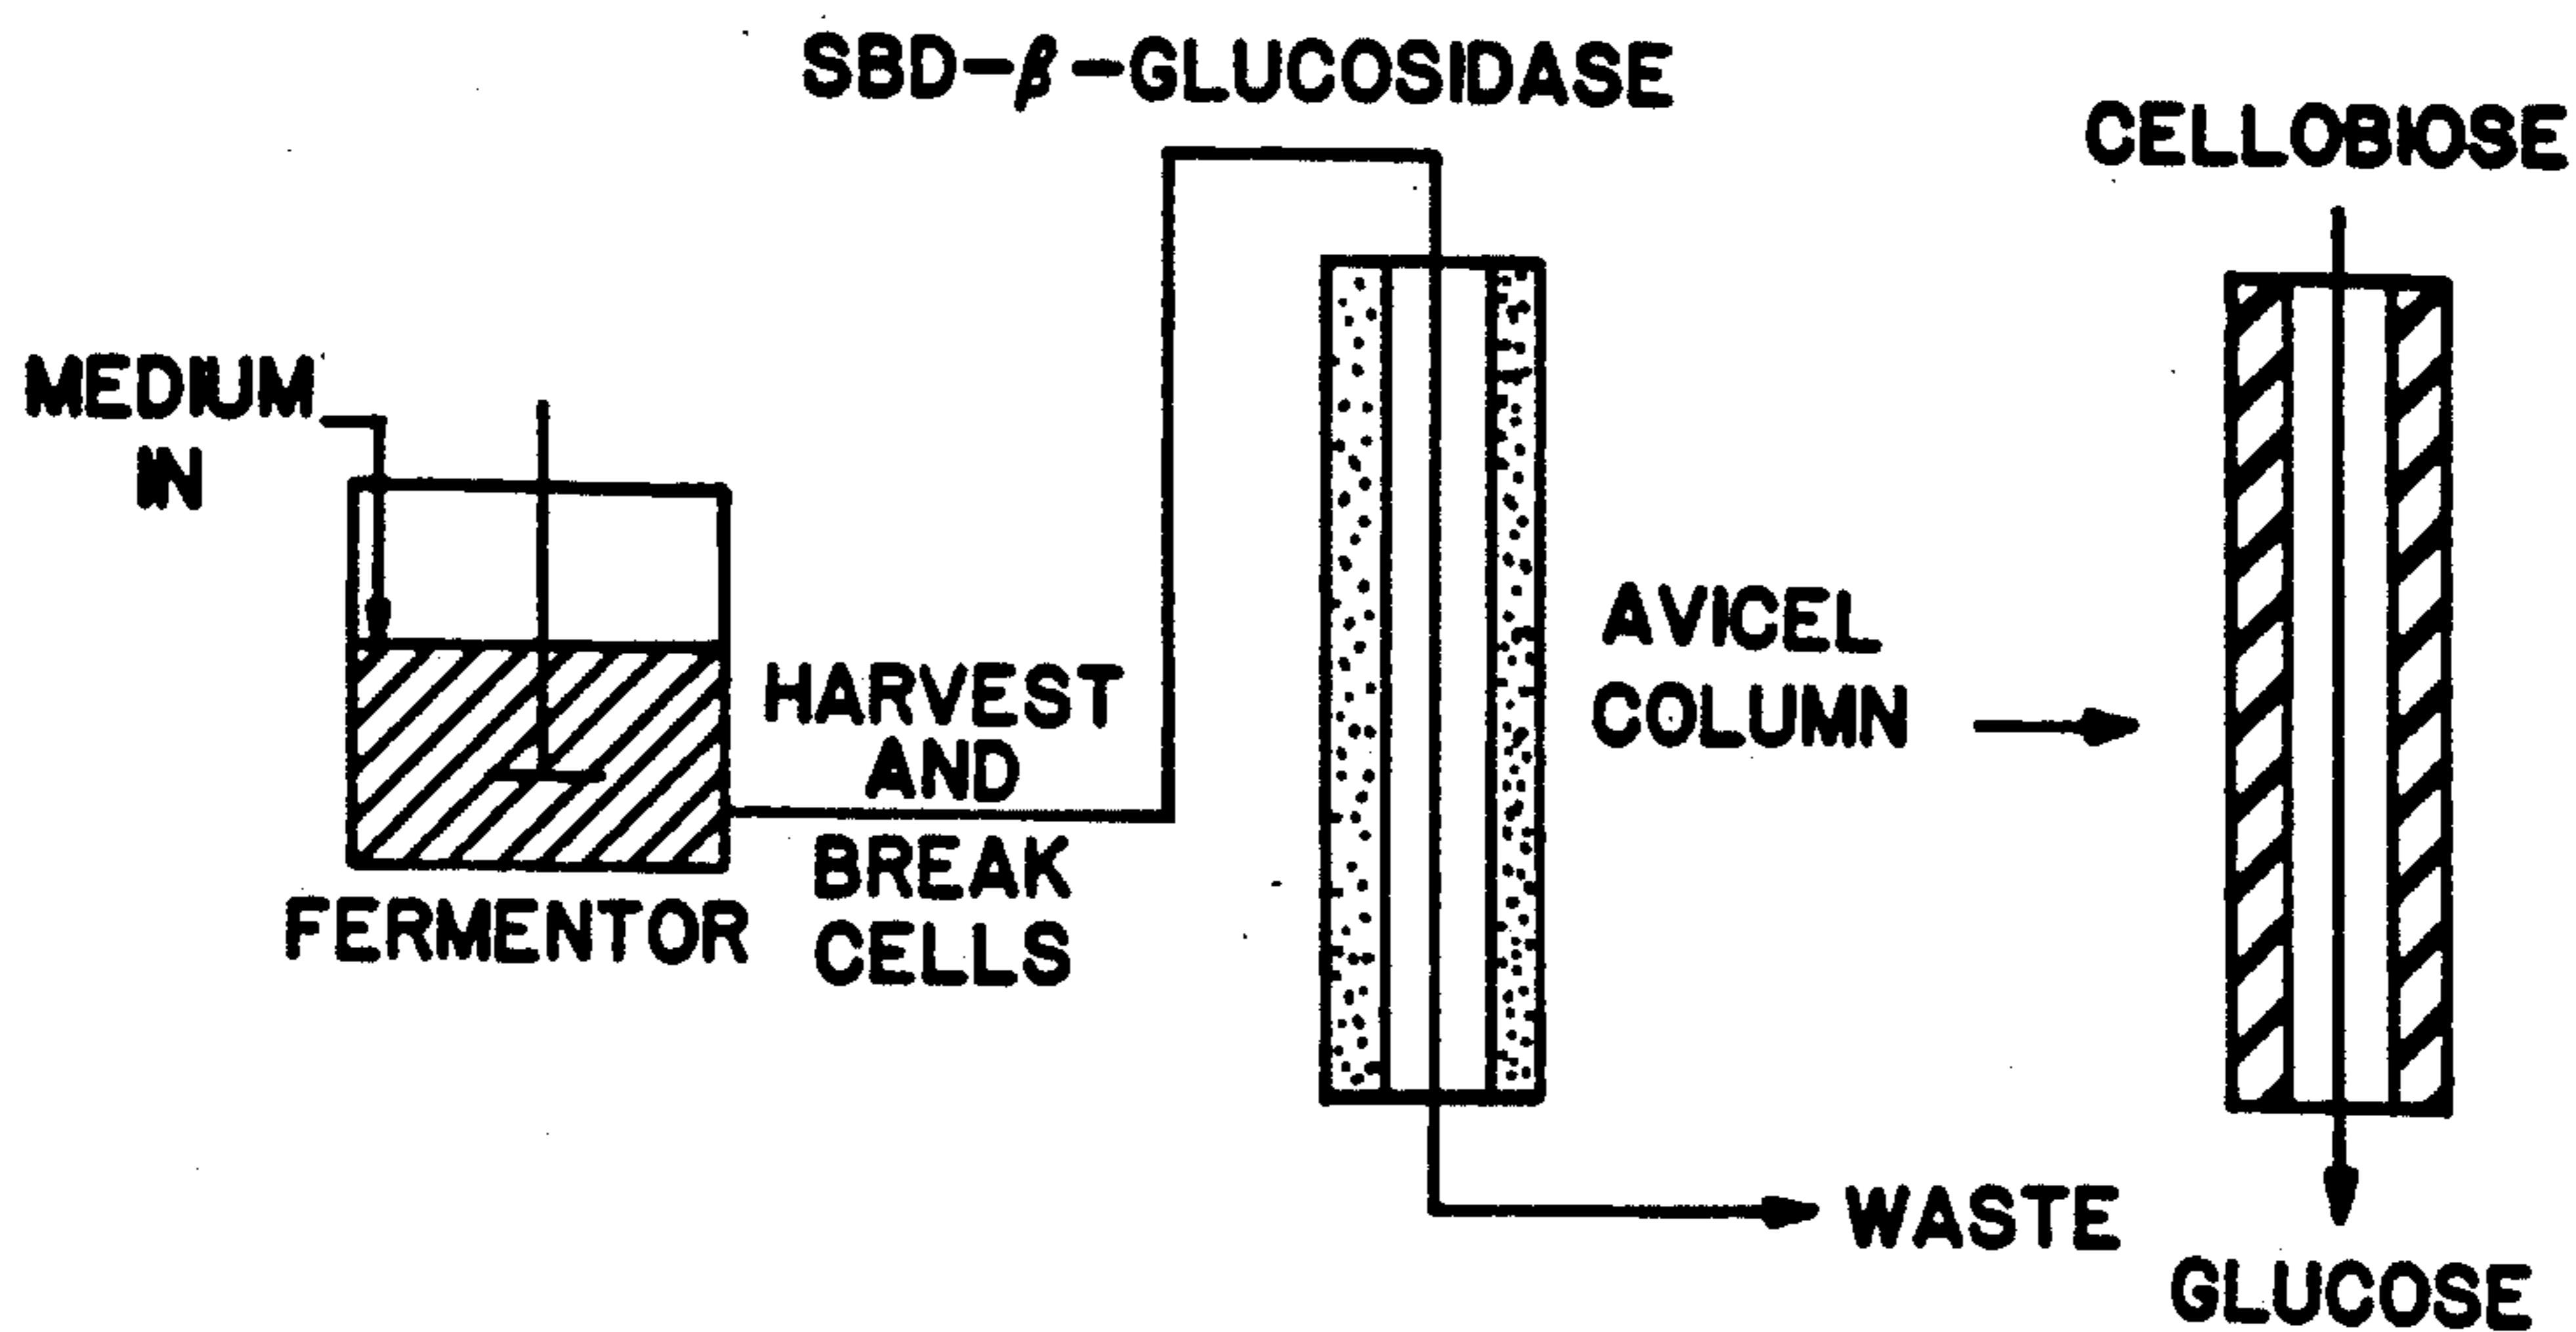 SBD-β-GLUCOSIDASE
CELLOBIOSE
MEDIUM
IN
HARVEST
AND
BREAK
CELLS
FERMENTOR
AVICEL
COLUMN
WASTE
GLUCOSE